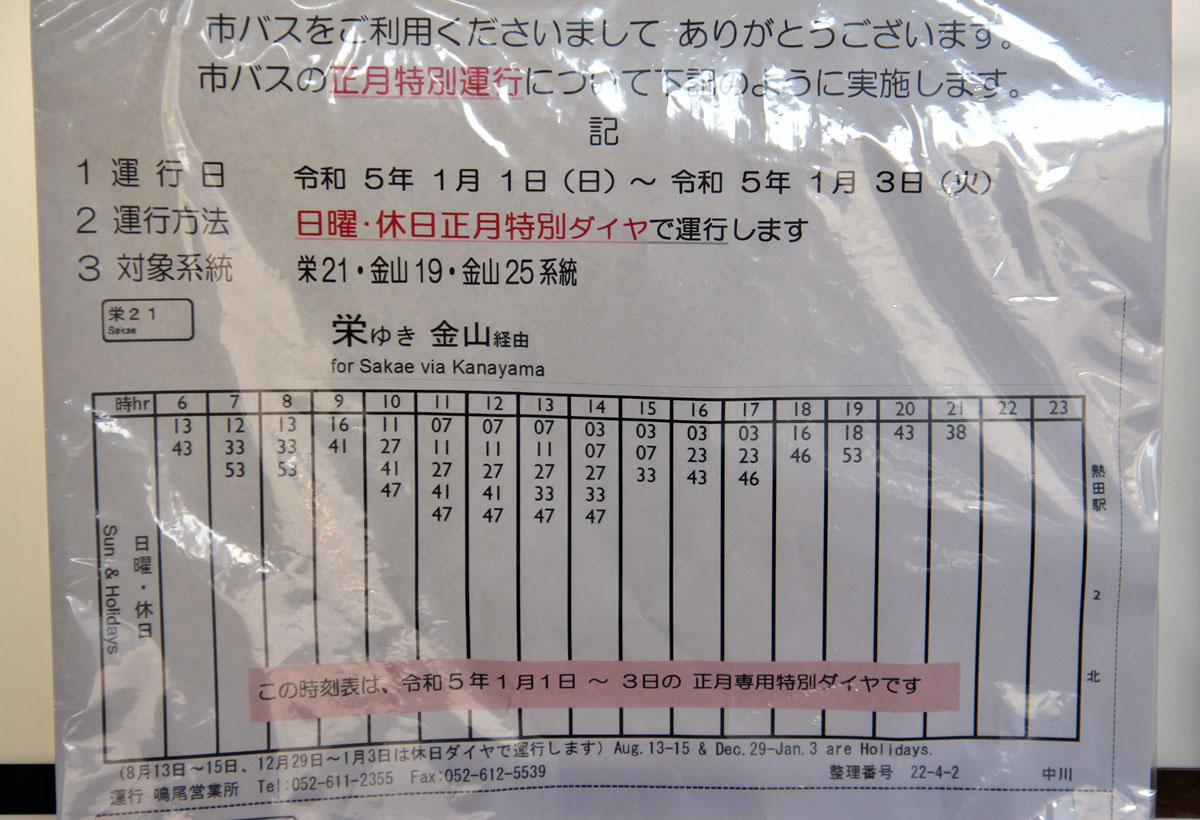 市バスをご利用くださいまして ありがとうございます。
市バスの正月特別運行について下記のように実施します。
記
1 運 行 日 令和 5年 1月 1日(日)～ 令和 5年 1月 3日(火)
2 運行方法 日曜・休日正月特別ダイヤで運行します
3 対象系統 栄21・金山19・金山25系統
栄21
Sakae
栄ゆき 金山経由
for Sakae via Kanayama
時hr 6 7 8 9 10 11 12 13 14 15 16 17 18 19 20 21 22 23
13 12 13 16 11 07 07 07 03 03 03 03 16 18 43 38
43 33 33 41 27 11 11 11 07 07 23 23 46 53
53 53 41 27 27 27 27 33 43 46
47 41 41 33 33
47 47 47 47
日曜・休日
Sun. & Holidays
熱田駅
2
北
この時刻表は、令和5年1月1日 ～ 3日の 正月専用特別ダイヤです
(8月13日～15日、12月29日～1月3日は休日ダイヤで運行します) Aug.13-15 & Dec.29-Jan.3 are Holidays.
運行 鳴尾営業所 Tel:052-611-2355 Fax:052-612-5539 整理番号 22-4-2 中川